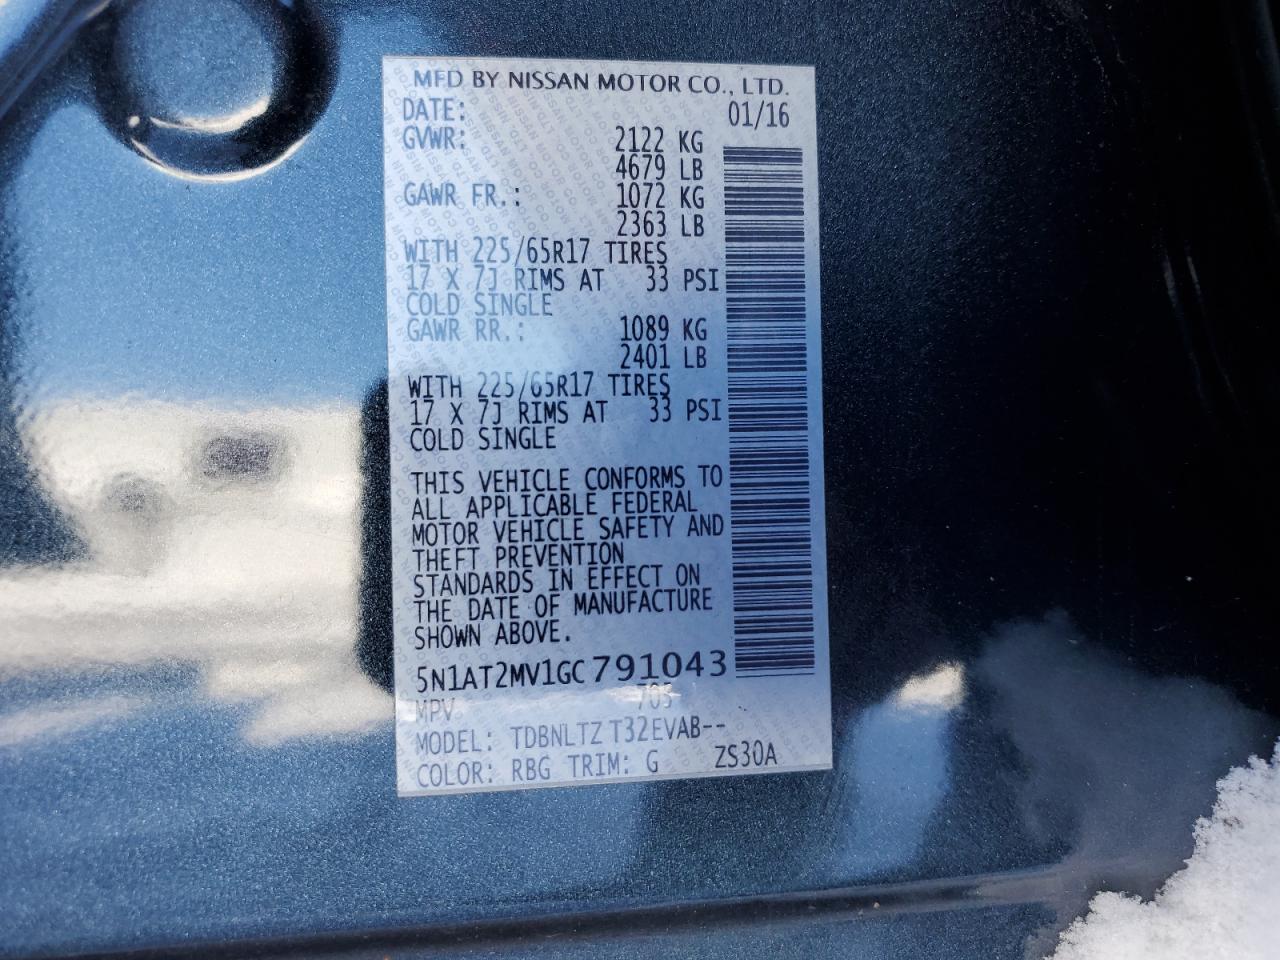 MFD BY NISSAN MOTOR CO., LTD.
DATE: 01/16
GVWR: 2122 KG
4679 LB
GAWR FR.: 1072 KG
2363 LB
WITH 225/65R17 TIRES
17 X 7J RIMS AT 33 PSI
COLD SINGLE
GAWR RR.: 1089 KG
2401 LB
WITH 225/65R17 TIRES
17 X 7J RIMS AT 33 PSI
COLD SINGLE
THIS VEHICLE CONFORMS TO
ALL APPLICABLE FEDERAL
MOTOR VEHICLE SAFETY AND
THEFT PREVENTION
STANDARDS IN EFFECT ON
THE DATE OF MANUFACTURE
SHOWN ABOVE.
5N1AT2MV1GC791043
MPV 705
MODEL: TDBNLTZ T32EVAB--
COLOR: RBG TRIM: G ZS30A